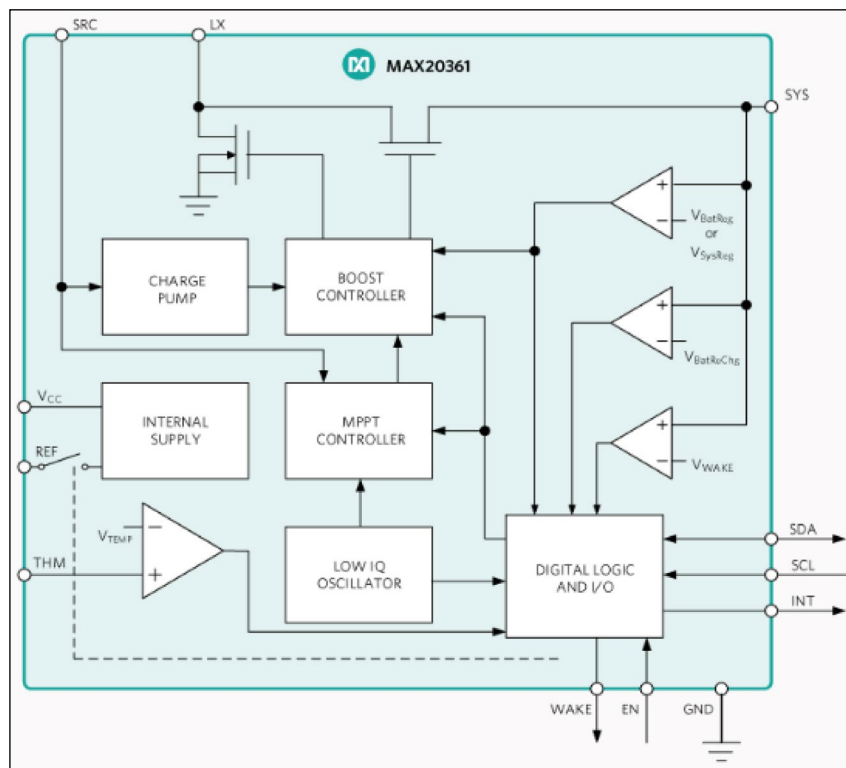 SRC
LX
MAX20361
SYS
VBatReg
or
VSysReg
CHARGE
PUMP
BOOST
CONTROLLER
VBatReChg
VCC
INTERNAL
SUPPLY
MPPT
CONTROLLER
REF
VWAKE
VTEMP
THM
LOW IQ
OSCILLATOR
DIGITAL LOGIC
AND I/O
SDA
SCL
INT
WAKE
EN
GND